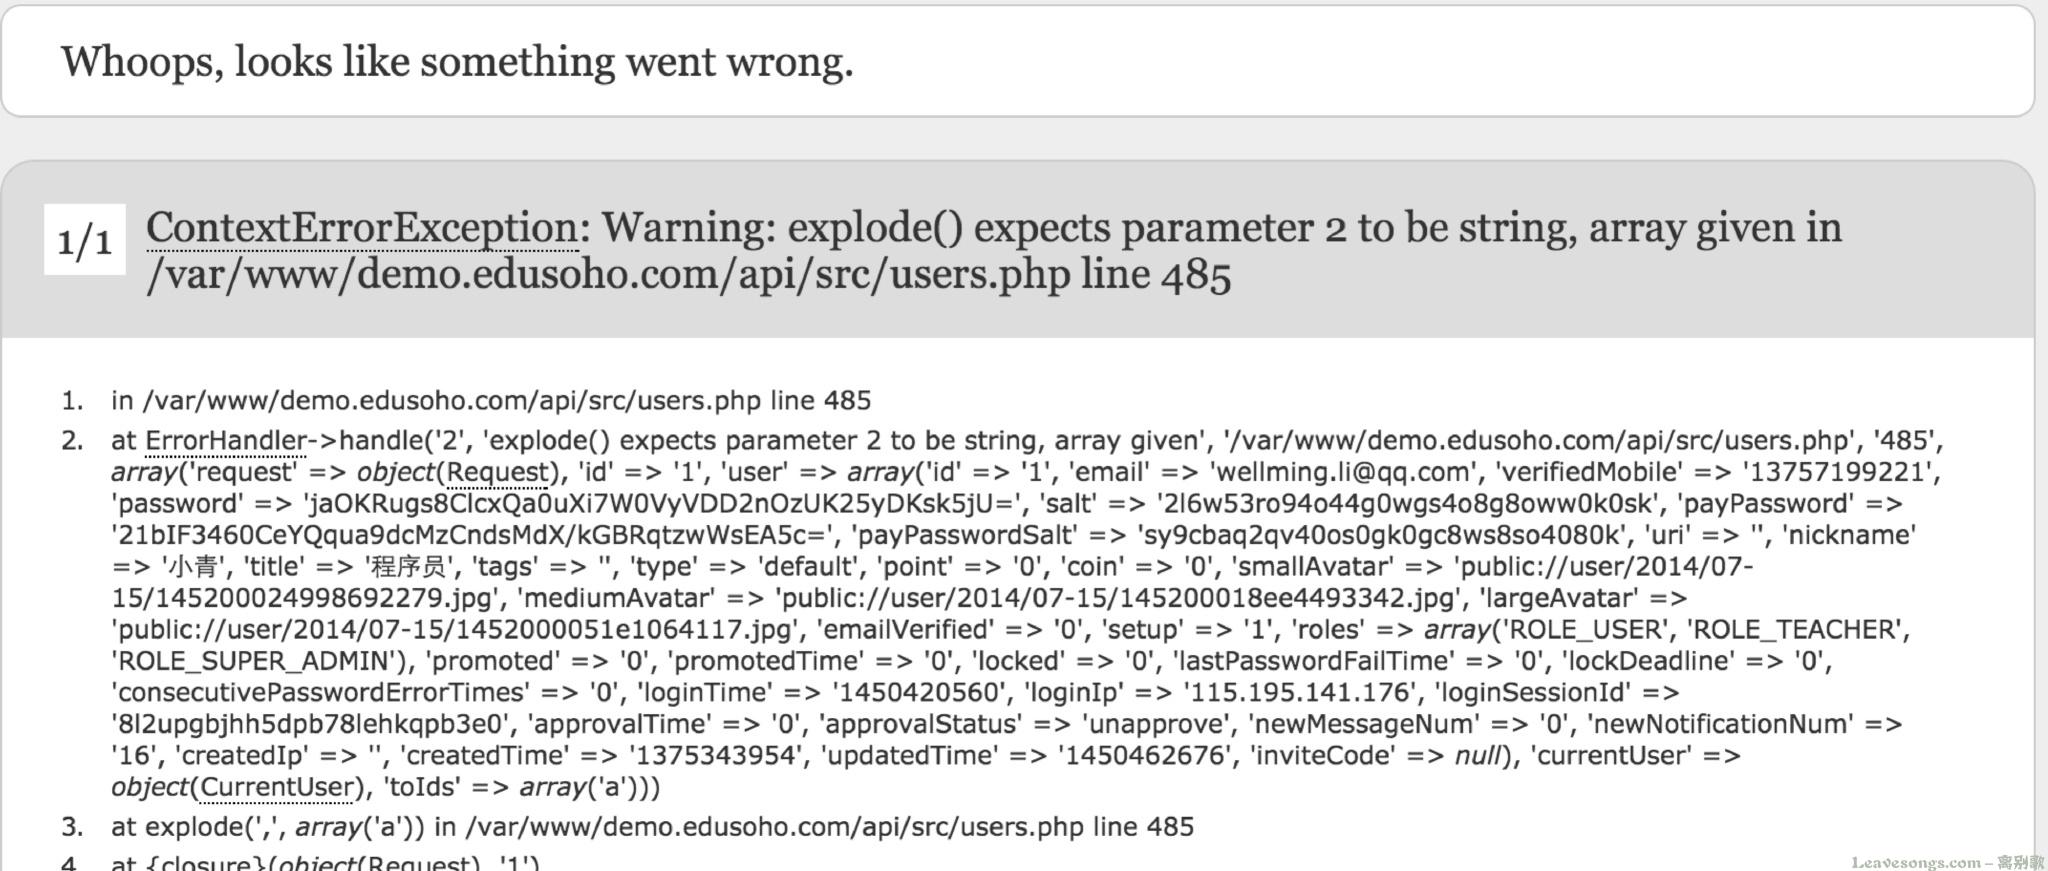 Whoops, looks like something went wrong.
1/1 ContextErrorException: Warning: explode() expects parameter 2 to be string, array given in
/var/www/demo.edusoho.com/api/src/users.php line 485
1. in /var/www/demo.edusoho.com/api/src/users.php line 485
2. at ErrorHandler->handle('2', 'explode() expects parameter 2 to be string, array given', '/var/www/demo.edusoho.com/api/src/users.php', '485',
array('request' => object(Request), 'id' => '1', 'user' => array('id' => '1', 'email' => 'wellming.li@qq.com', 'verifiedMobile' => '13757199221',
'password' => 'jaOKRugs8ClcxQa0uXi7W0VyVDD2nOzUK25yDKsk5jU=', 'salt' => '2l6w53ro94o44g0wgs4o8g8oww0k0sk', 'payPassword' =>
'21bIF3460CeYQqua9dcMzCndsMdX/kGBRqtzwWsEA5c=', 'payPasswordSalt' => 'sy9cbaq2qv40os0gk0gc8ws8so4080k', 'uri' => '', 'nickname'
=> '小青', 'title' => '程序员', 'tags' => '', 'type' => 'default', 'point' => '0', 'coin' => '0', 'smallAvatar' => 'public://user/2014/07-
15/145200024998692279.jpg', 'mediumAvatar' => 'public://user/2014/07-15/145200018ee4493342.jpg', 'largeAvatar' =>
'public://user/2014/07-15/1452000051e1064117.jpg', 'emailVerified' => '0', 'setup' => '1', 'roles' => array('ROLE_USER', 'ROLE_TEACHER',
'ROLE_SUPER_ADMIN'), 'promoted' => '0', 'promotedTime' => '0', 'locked' => '0', 'lastPasswordFailTime' => '0', 'lockDeadline' => '0',
'consecutivePasswordErrorTimes' => '0', 'loginTime' => '1450420560', 'loginIp' => '115.195.141.176', 'loginSessionId' =>
'8l2upgbjhh5dpb78lehkqpb3e0', 'approvalTime' => '0', 'approvalStatus' => 'unapprove', 'newMessageNum' => '0', 'newNotificationNum' =>
'16', 'createdIp' => '', 'createdTime' => '1375343954', 'updatedTime' => '1450462676', 'inviteCode' => null), 'currentUser' =>
object(CurrentUser), 'toIds' => array('a')))
3. at explode(',', array('a')) in /var/www/demo.edusoho.com/api/src/users.php line 485
4. at {closure}(object(Request), '1')
Leavesongs.com – 离别歌